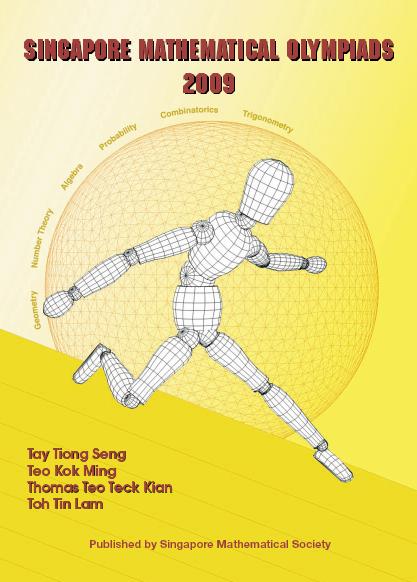 SINGAPORE MATHEMATICAL OLYMPIADS
2009
Geometry
Number Theory
Algebra
Probability
Combinatorics
Trigonometry
Tay Tiong Seng
Teo Kok Ming
Thomas Teo Teck Kian
Toh Tin Lam
Published by Singapore Mathematical Society